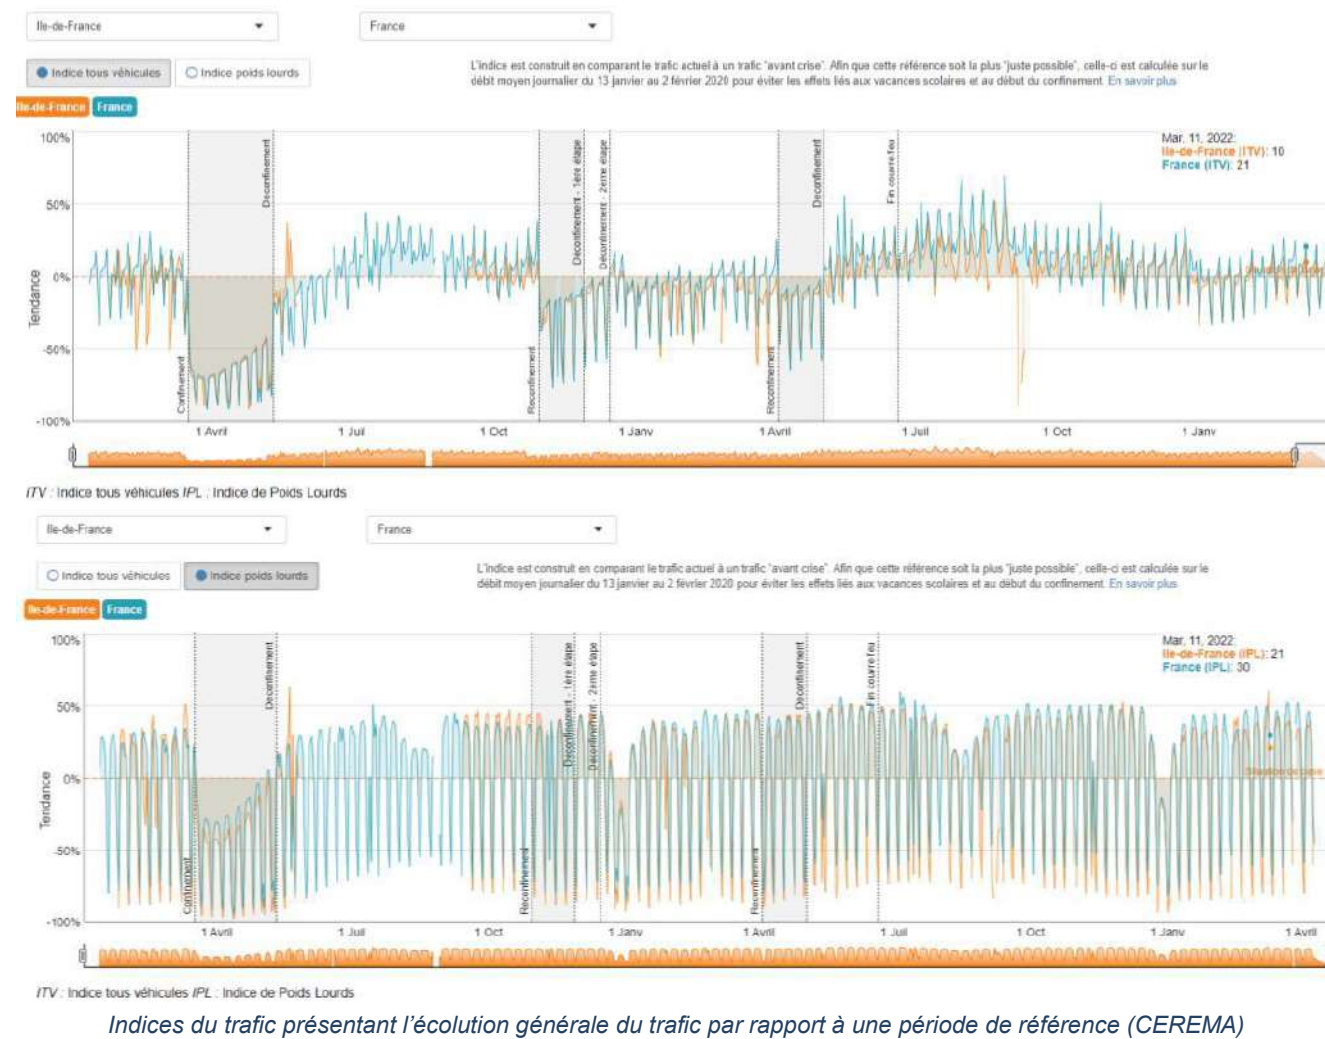 Ile-de-France
France
Indice tous véhicules
Indice poids lourds
L'indice est construit en comparant le trafic actuel à un trafic "avant crise". Afin que cette référence soit la plus "juste possible", celle-ci est calculée sur le
débit moyen journalier du 13 janvier au 2 février 2020 pour éviter les effets liés aux vacances scolaires et au début du confinement. En savoir plus
Ile-de-France
France
100%
50%
0%
-50%
-100%
Tendance
Confinement
Déconfinement
Reconfinement
Déconfinement - 1ère étape
Déconfinement - 2ème étape
Reconfinement
Déconfinement
Fin couvre feu
Mar, 11, 2022:
Ile-de-France (ITV): 10
France (ITV): 21
1 Avril
1 Juil
1 Oct
1 Janv
1 Avril
1 Juil
1 Oct
1 Janv
ITV : Indice tous véhicules IPL : Indice de Poids Lourds
Ile-de-France
France
Indice tous véhicules
Indice poids lourds
L'indice est construit en comparant le trafic actuel à un trafic "avant crise". Afin que cette référence soit la plus "juste possible", celle-ci est calculée sur le
débit moyen journalier du 13 janvier au 2 février 2020 pour éviter les effets liés aux vacances scolaires et au début du confinement. En savoir plus
Ile-de-France
France
100%
50%
0%
-50%
-100%
Tendance
Confinement
Déconfinement
Reconfinement
Déconfinement - 1ère étape
Déconfinement - 2ème étape
Reconfinement
Déconfinement
Fin couvre feu
Mar, 11, 2022:
Ile-de-France (IPL): 21
France (IPL): 30
1 Avril
1 Juil
1 Oct
1 Janv
1 Avril
1 Juil
1 Oct
1 Janv
1 Avril
ITV : Indice tous véhicules IPL : Indice de Poids Lourds
Indices du trafic présentant l'écolution générale du trafic par rapport à une période de référence (CEREMA)